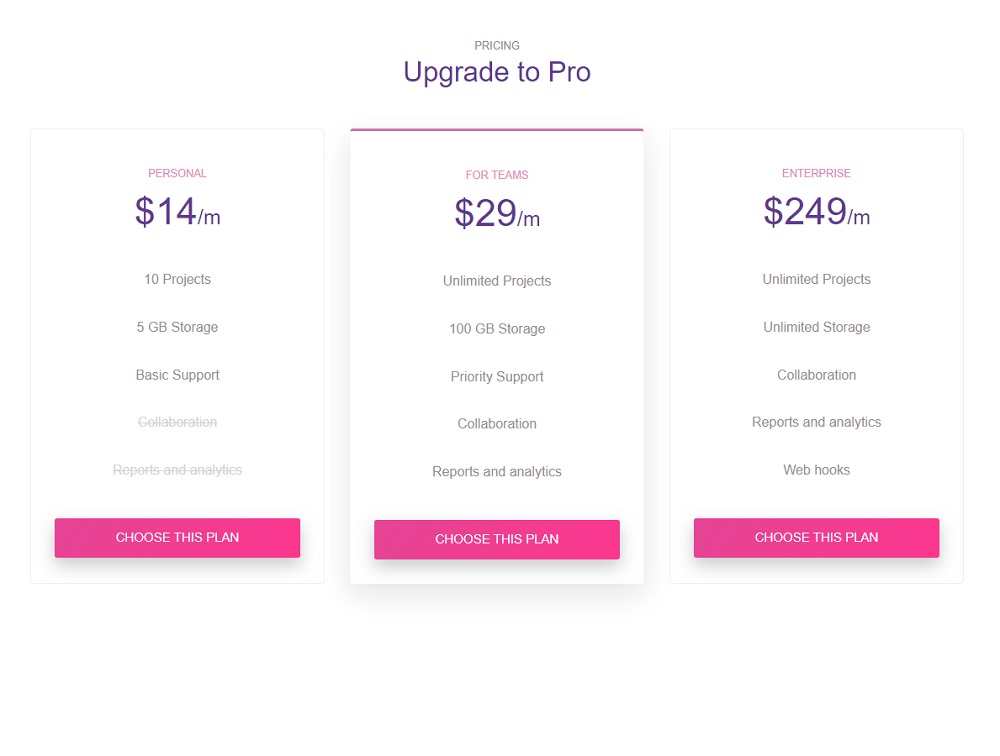 PRICING
Upgrade to Pro
PERSONAL
$14/m
10 Projects
5 GB Storage
Basic Support
Collaboration
Reports and analytics
CHOOSE THIS PLAN
FOR TEAMS
$29/m
Unlimited Projects
100 GB Storage
Priority Support
Collaboration
Reports and analytics
CHOOSE THIS PLAN
ENTERPRISE
$249/m
Unlimited Projects
Unlimited Storage
Collaboration
Reports and analytics
Web hooks
CHOOSE THIS PLAN